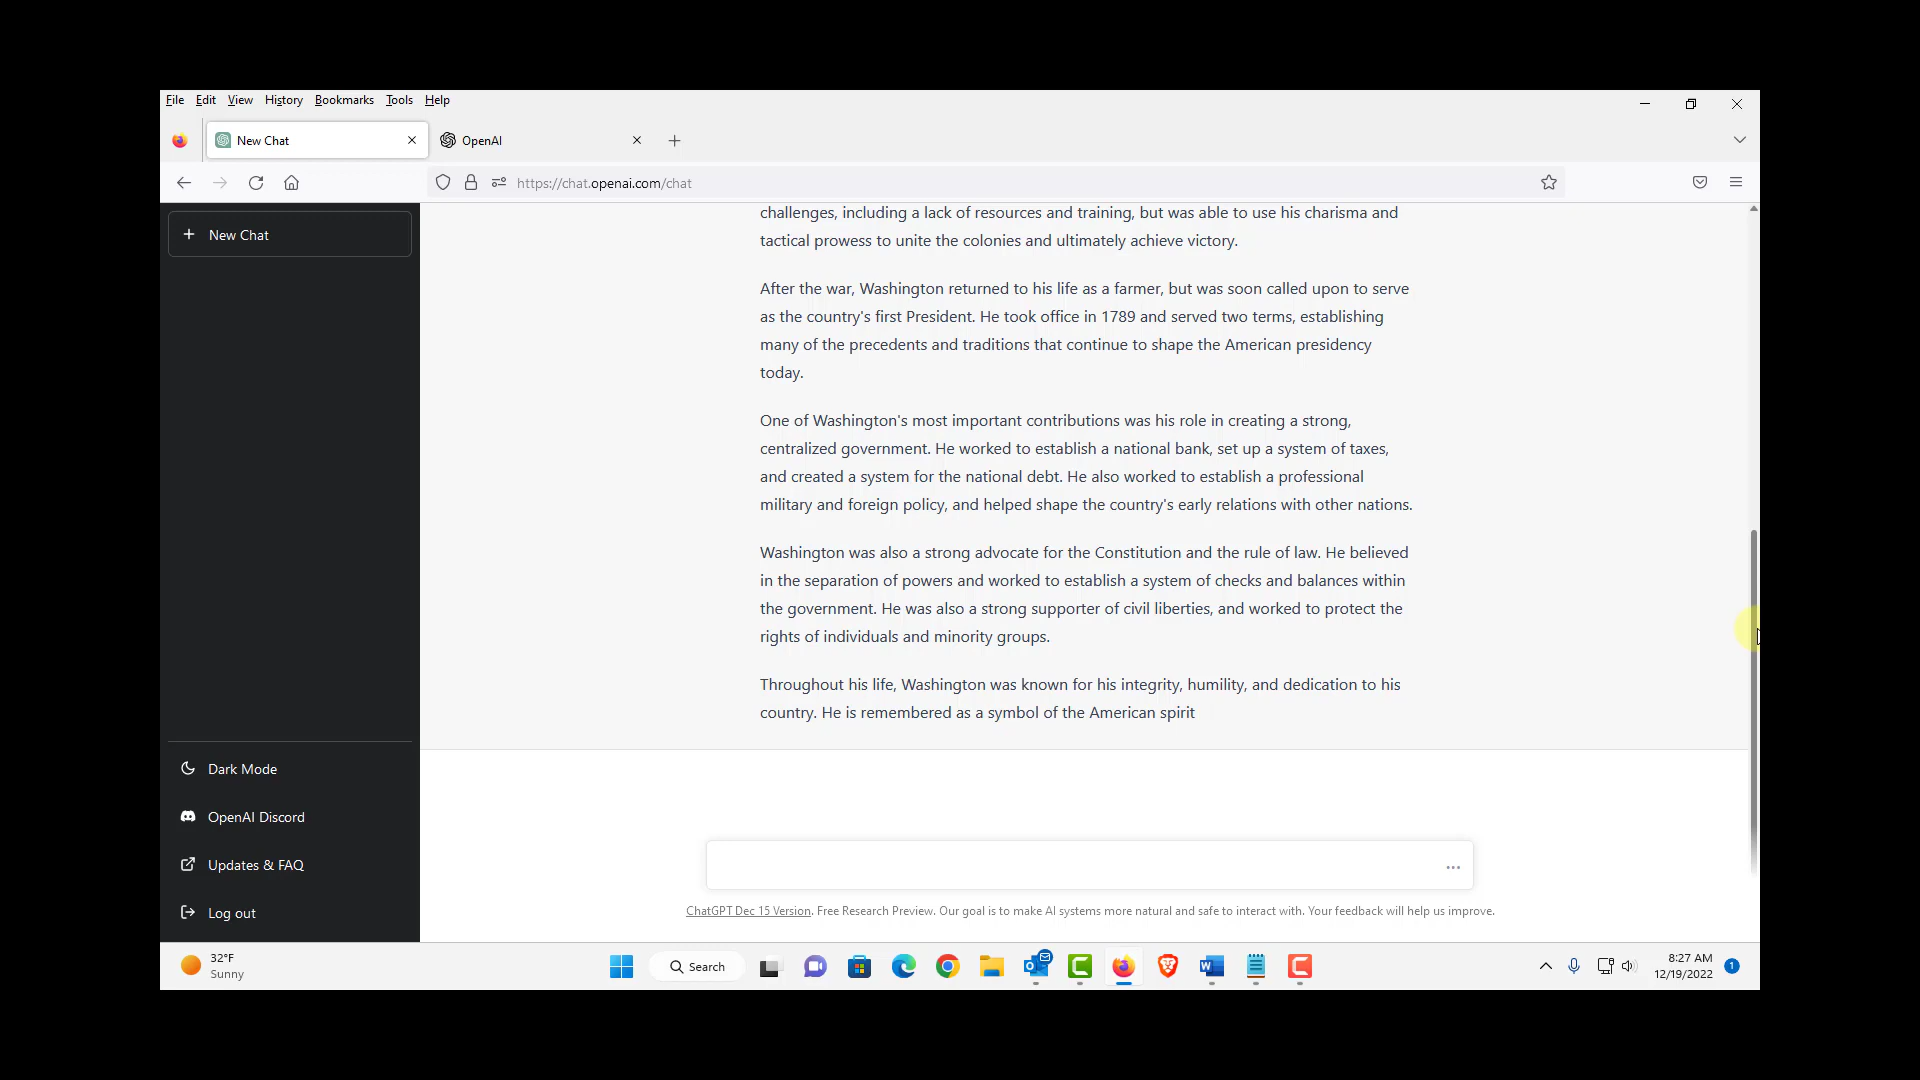 File Edit View History Bookmarks Tools Help
New Chat
OpenAI
https://chat.openai.com/chat
New Chat
challenges, including a lack of resources and training, but was able to use his charisma and
tactical prowess to unite the colonies and ultimately achieve victory.
After the war, Washington returned to his life as a farmer, but was soon called upon to serve
as the country's first President. He took office in 1789 and served two terms, establishing
many of the precedents and traditions that continue to shape the American presidency
today.
One of Washington's most important contributions was his role in creating a strong,
centralized government. He worked to establish a national bank, set up a system of taxes,
and created a system for the national debt. He also worked to establish a professional
military and foreign policy, and helped shape the country's early relations with other nations.
Washington was also a strong advocate for the Constitution and the rule of law. He believed
in the separation of powers and worked to establish a system of checks and balances within
the government. He was also a strong supporter of civil liberties, and worked to protect the
rights of individuals and minority groups.
Throughout his life, Washington was known for his integrity, humility, and dedication to his
country. He is remembered as a symbol of the American spirit
Dark Mode
OpenAI Discord
Updates & FAQ
Log out
ChatGPT Dec 15 Version. Free Research Preview. Our goal is to make AI systems more natural and safe to interact with. Your feedback will help us improve.
32°F
Sunny
Search
8:27 AM
12/19/2022
1